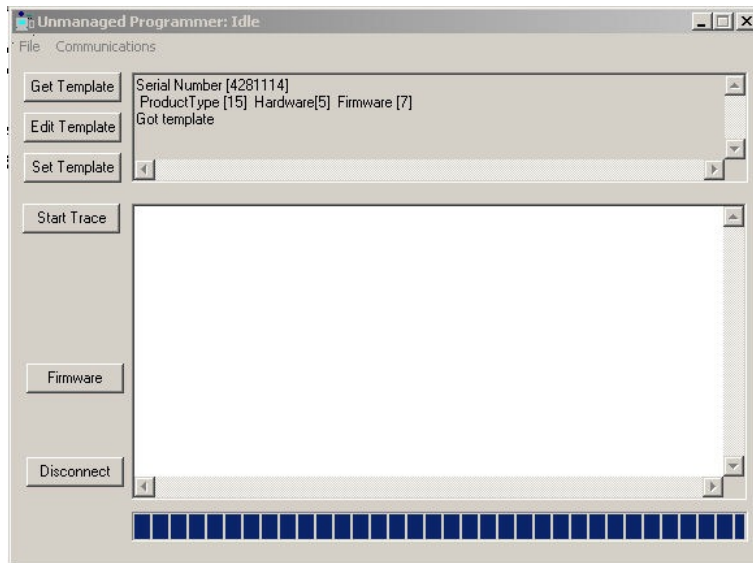 Unmanaged Programmer: Idle
File Communications
Get Template
Edit Template
Set Template
Serial Number [4281114]
ProductType [15] Hardware[5] Firmware [7]
Got template
Start Trace
Firmware
Disconnect